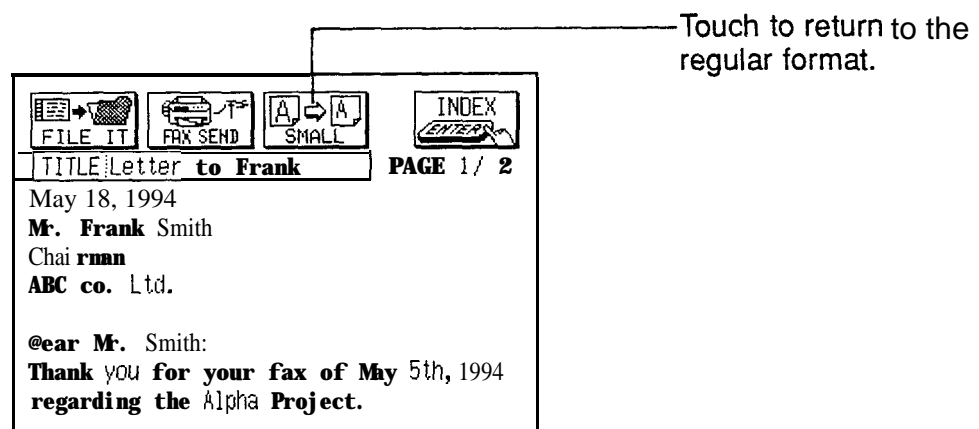 Touch to return to the
regular format.
FILE IT FAX SEND A A SMALL INDEX ENTER
TITLE Letter to Frank PAGE 1/ 2
May 18, 1994
Mr. Frank Smith
Chai rman
ABC co. Ltd.
@ear Mr. Smith:
Thank you for your fax of May 5th, 1994
regarding the Alpha Project.